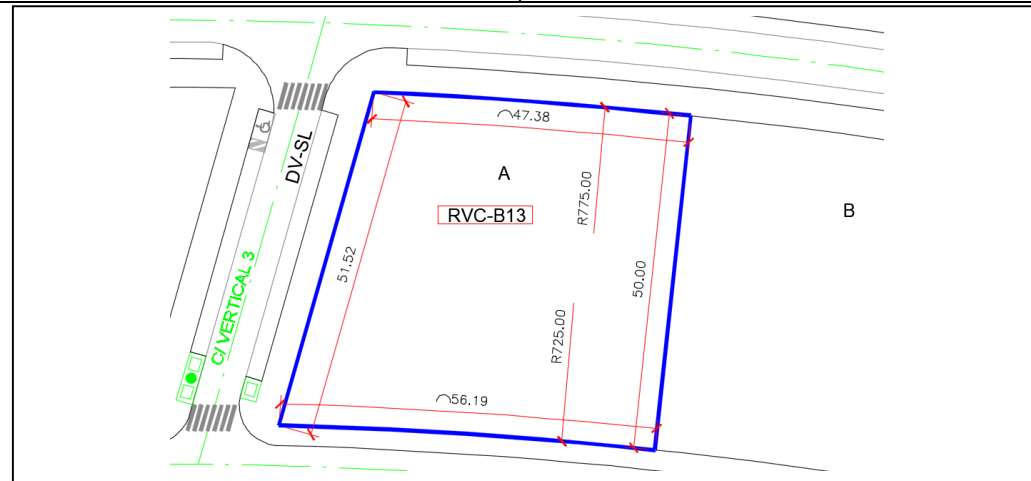 ⌒47.38
DV-SL
A
R775.00
RVC-B13
B
51.52
50.00
C/ VERTICAL 3
R725.00
⌒56.19